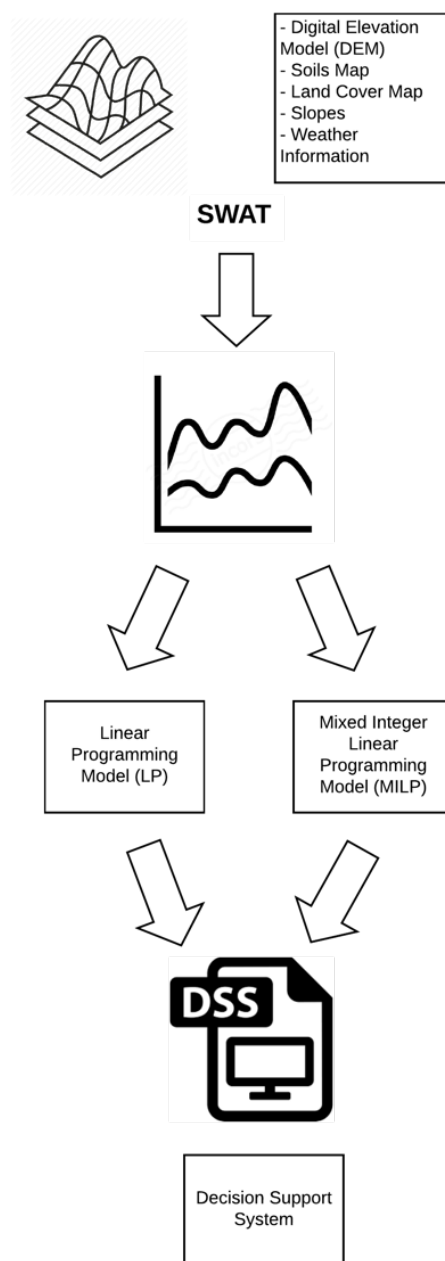 - Digital Elevation
Model (DEM)
- Soils Map
- Land Cover Map
- Slopes
- Weather
Information
SWAT
Linear
Programming
Model (LP)
Mixed Integer
Linear
Programming
Model (MILP)
DSS
Decision Support
System